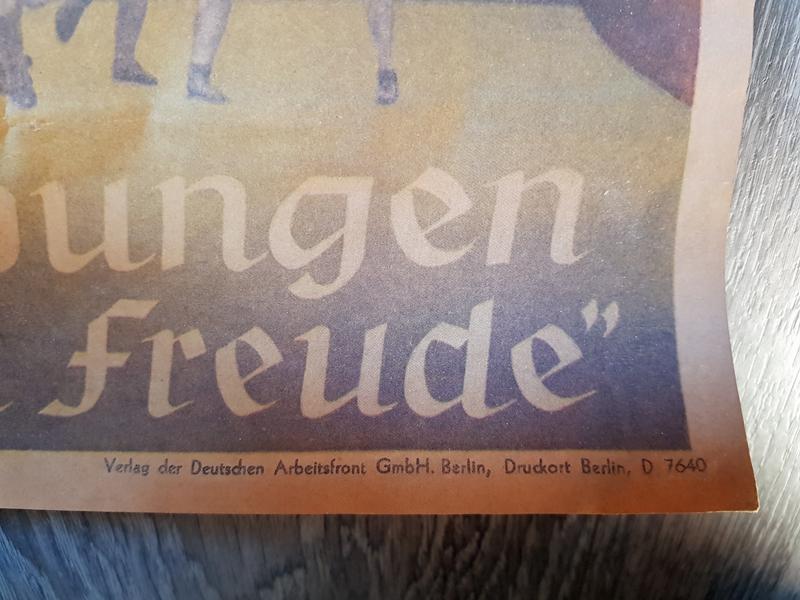 ungen
Freude"
Verlag der Deutschen Arbeitsfront GmbH. Berlin, Druckort Berlin, D 7640